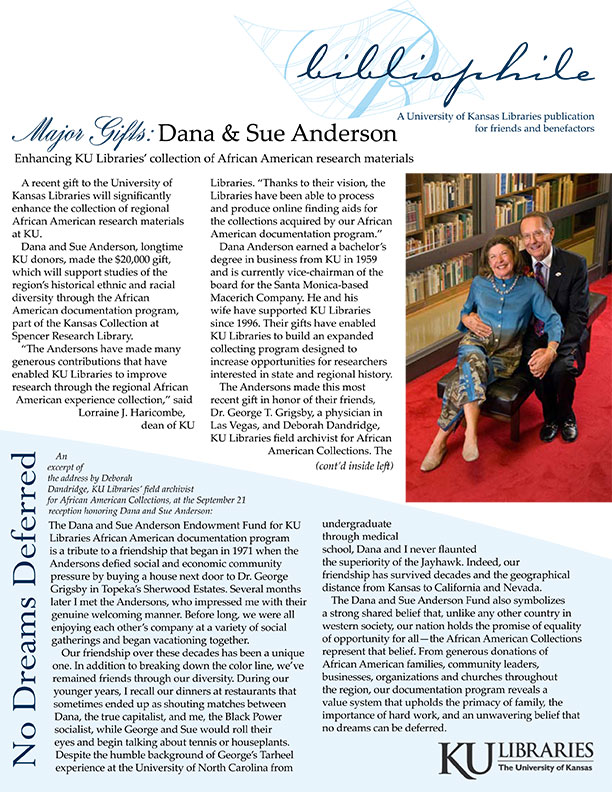 bibliophile
A University of Kansas Libraries publication
for friends and benefactors
Major Gifts: Dana & Sue Anderson
Enhancing KU Libraries’ collection of African American research materials
A recent gift to the University of
Kansas Libraries will significantly
enhance the collection of regional
African American research materials
at KU.
Dana and Sue Anderson, longtime
KU donors, made the $20,000 gift,
which will support studies of the
region’s historical ethnic and racial
diversity through the African
American documentation program,
part of the Kansas Collection at
Spencer Research Library.
“The Andersons have made many
generous contributions that have
enabled KU Libraries to improve
research through the regional African
American experience collection,” said
Lorraine J. Haricombe,
dean of KU
Libraries. “Thanks to their vision, the
Libraries have been able to process
and produce online finding aids for
the collections acquired by our African
American documentation program.”
Dana Anderson earned a bachelor’s
degree in business from KU in 1959
and is currently vice-chairman of the
board for the Santa Monica-based
Macerich Company. He and his
wife have supported KU Libraries
since 1996. Their gifts have enabled
KU Libraries to build an expanded
collecting program designed to
increase opportunities for researchers
interested in state and regional history.
The Andersons made this most
recent gift in honor of their friends,
Dr. George T. Grigsby, a physician in
Las Vegas, and Deborah Dandridge,
KU Libraries field archivist for African
American Collections. The
(cont’d inside left)
No Dreams Deferred
An
excerpt of
the address by Deborah
Dandridge, KU Libraries’ field archivist
for African American Collections, at the September 21
reception honoring Dana and Sue Anderson:
The Dana and Sue Anderson Endowment Fund for KU
Libraries African American documentation program
is a tribute to a friendship that began in 1971 when the
Andersons defied social and economic community
pressure by buying a house next door to Dr. George
Grigsby in Topeka’s Sherwood Estates. Several months
later I met the Andersons, who impressed me with their
genuine welcoming manner. Before long, we were all
enjoying each other’s company at a variety of social
gatherings and began vacationing together.
Our friendship over these decades has been a unique
one. In addition to breaking down the color line, we’ve
remained friends through our diversity. During our
younger years, I recall our dinners at restaurants that
sometimes ended up as shouting matches between
Dana, the true capitalist, and me, the Black Power
socialist, while George and Sue would roll their
eyes and begin talking about tennis or houseplants.
Despite the humble background of George’s Tarheel
experience at the University of North Carolina from
undergraduate
through medical
school, Dana and I never flaunted
the superiority of the Jayhawk. Indeed, our
friendship has survived decades and the geographical
distance from Kansas to California and Nevada.
The Dana and Sue Anderson Fund also symbolizes
a strong shared belief that, unlike any other country in
western society, our nation holds the promise of equality
of opportunity for all—the African American Collections
represent that belief. From generous donations of
African American families, community leaders,
businesses, organizations and churches throughout
the region, our documentation program reveals a
value system that upholds the primacy of family, the
importance of hard work, and an unwavering belief that
no dreams can be deferred.
KU LIBRARIES
The University of Kansas